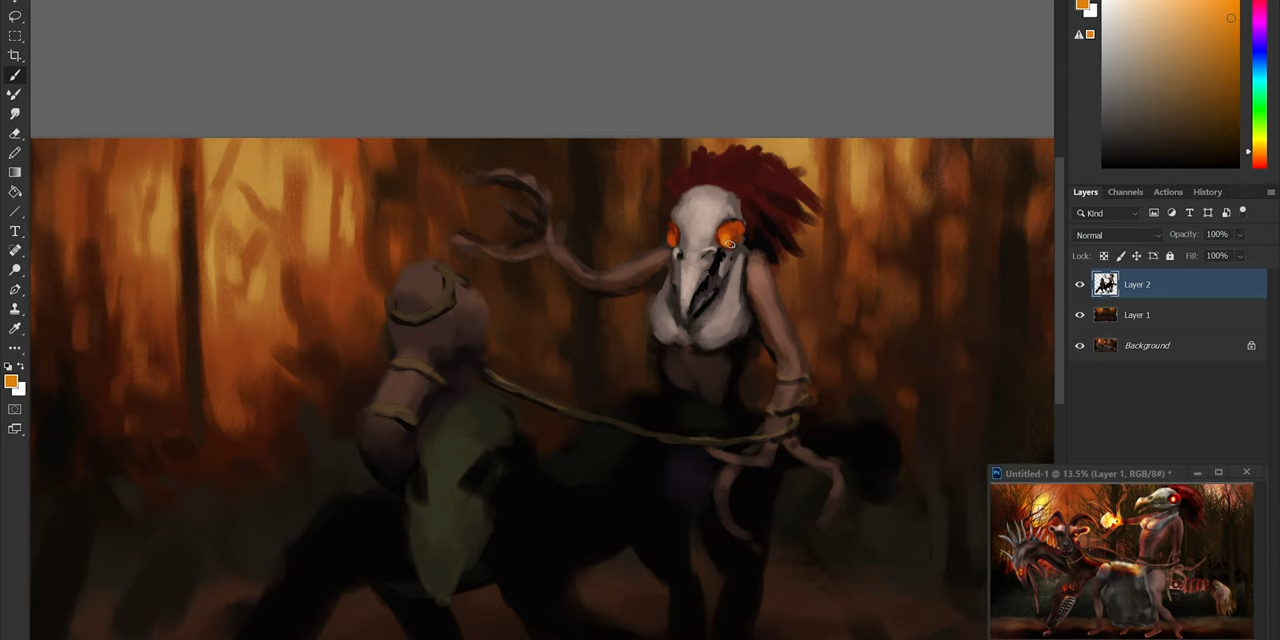 Layers Channels Actions History
Kind
Normal Opacity: 100%
Lock: Fill: 100%
Layer 2
Layer 1
Background
Untitled-1 @ 13.5% (Layer 1, RGB/8#) *